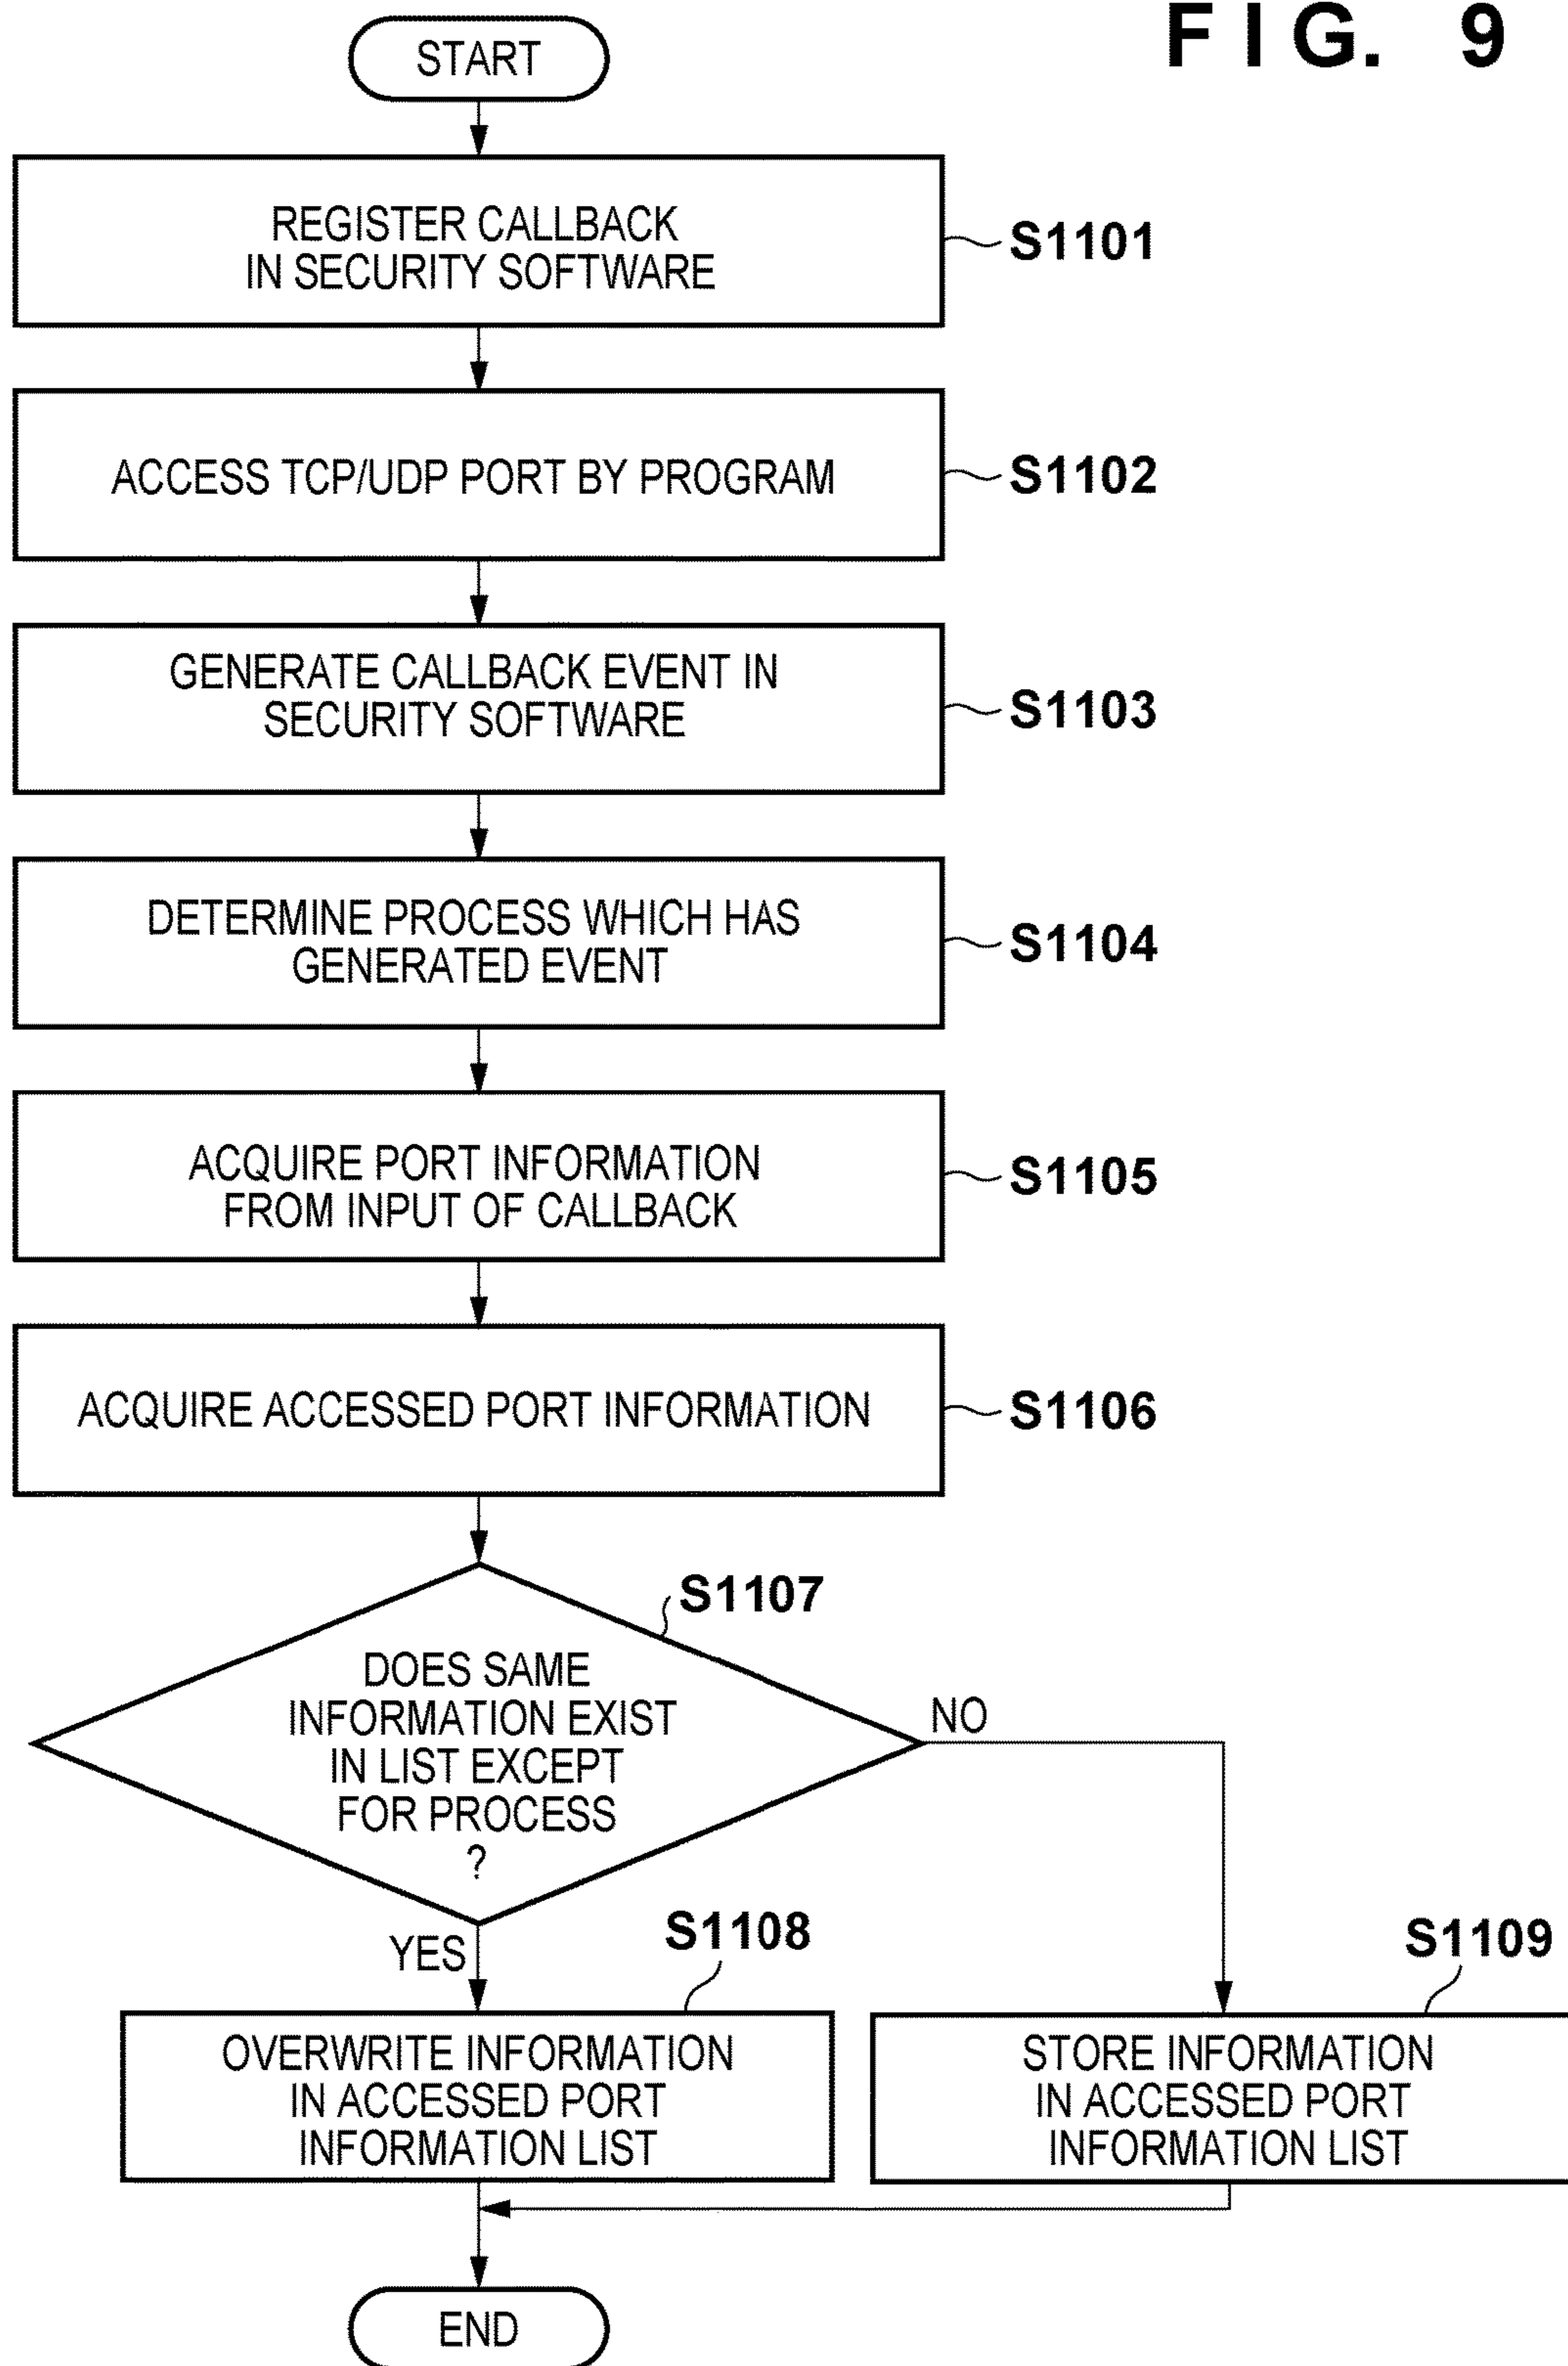 FIG. 9
START
REGISTER CALLBACK
IN SECURITY SOFTWARE
S1101
ACCESS TCP/UDP PORT BY PROGRAM
S1102
GENERATE CALLBACK EVENT IN
SECURITY SOFTWARE
S1103
DETERMINE PROCESS WHICH HAS
GENERATED EVENT
S1104
ACQUIRE PORT INFORMATION
FROM INPUT OF CALLBACK
S1105
ACQUIRE ACCESSED PORT INFORMATION
S1106
S1107
DOES SAME
INFORMATION EXIST
IN LIST EXCEPT
FOR PROCESS
?
NO
YES
S1108
OVERWRITE INFORMATION
IN ACCESSED PORT
INFORMATION LIST
S1109
STORE INFORMATION
IN ACCESSED PORT
INFORMATION LIST
END